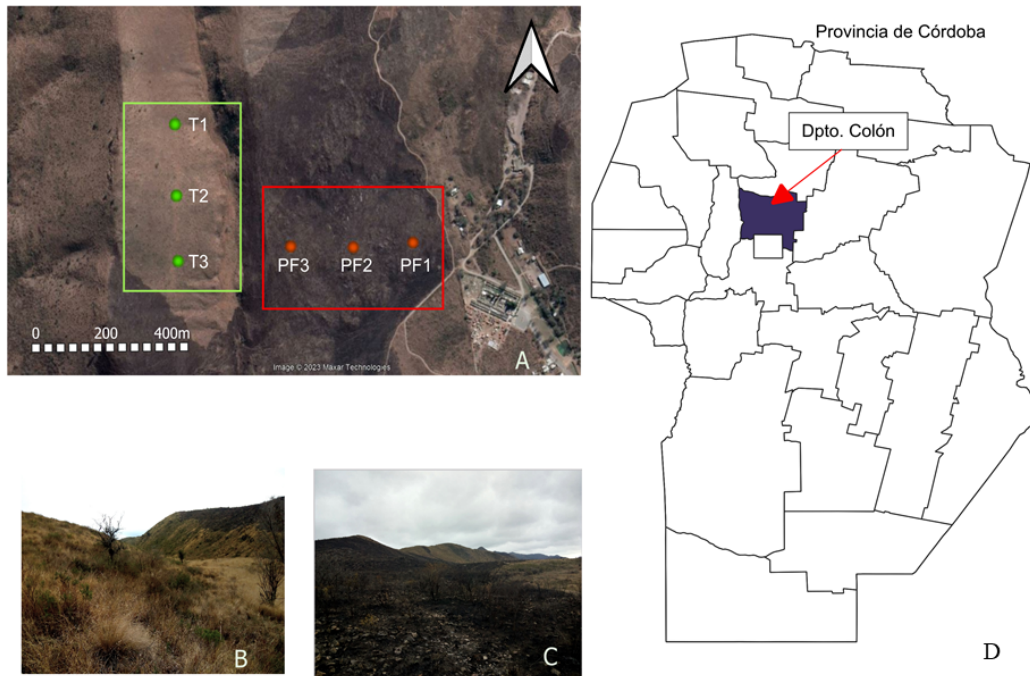 T1
T2
T3
PF3 PF2 PF1
0 200 400m
Image © 2023 Maxar Technologies
A
Provincia de Córdoba
Dpto. Colón
B
C
D